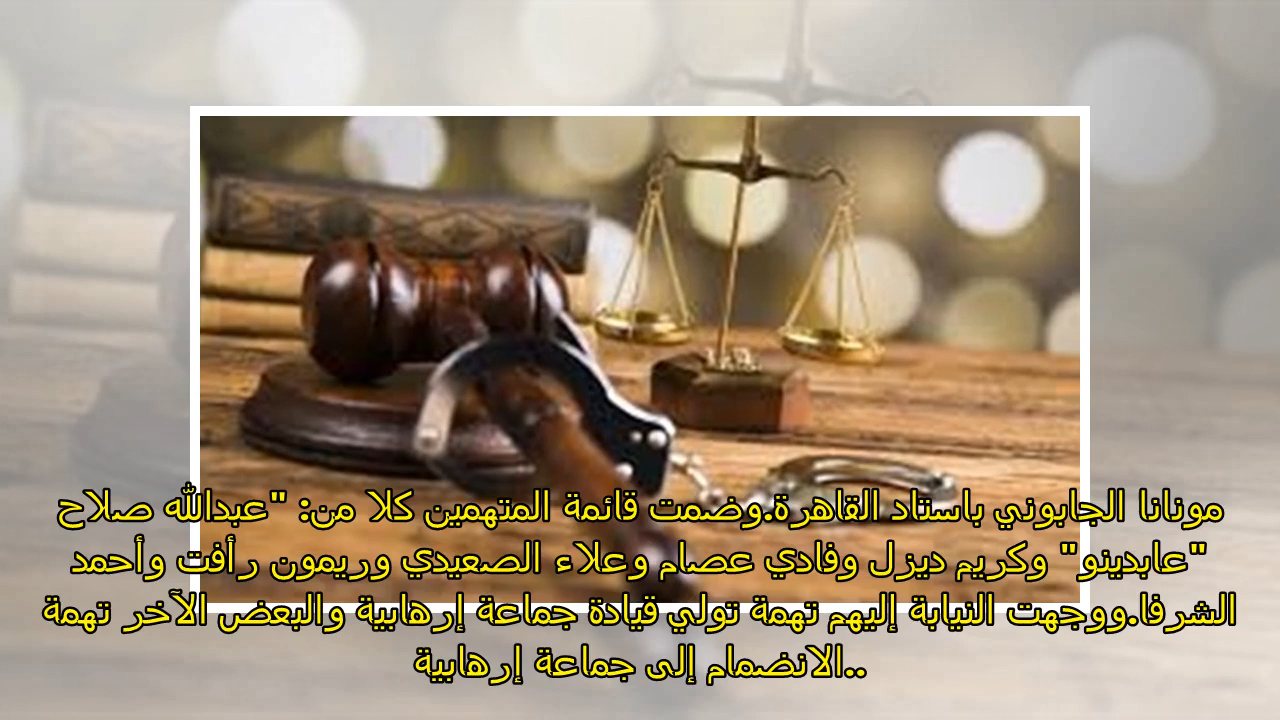 مونانا الجابوني باستاد القاهرة.وضمت قائمة المتهمين كلا من: "عبدالله صلاح
"عابدينو" وكريم ديزل وفادي عصام وعلاء الصعيدي وريمون رأفت وأحمد
الشرفا.ووجهت النيابة إليهم تهمة تولي قيادة جماعة إرهابية والبعض الآخر تهمة
الانضمام إلى جماعة إرهابية..